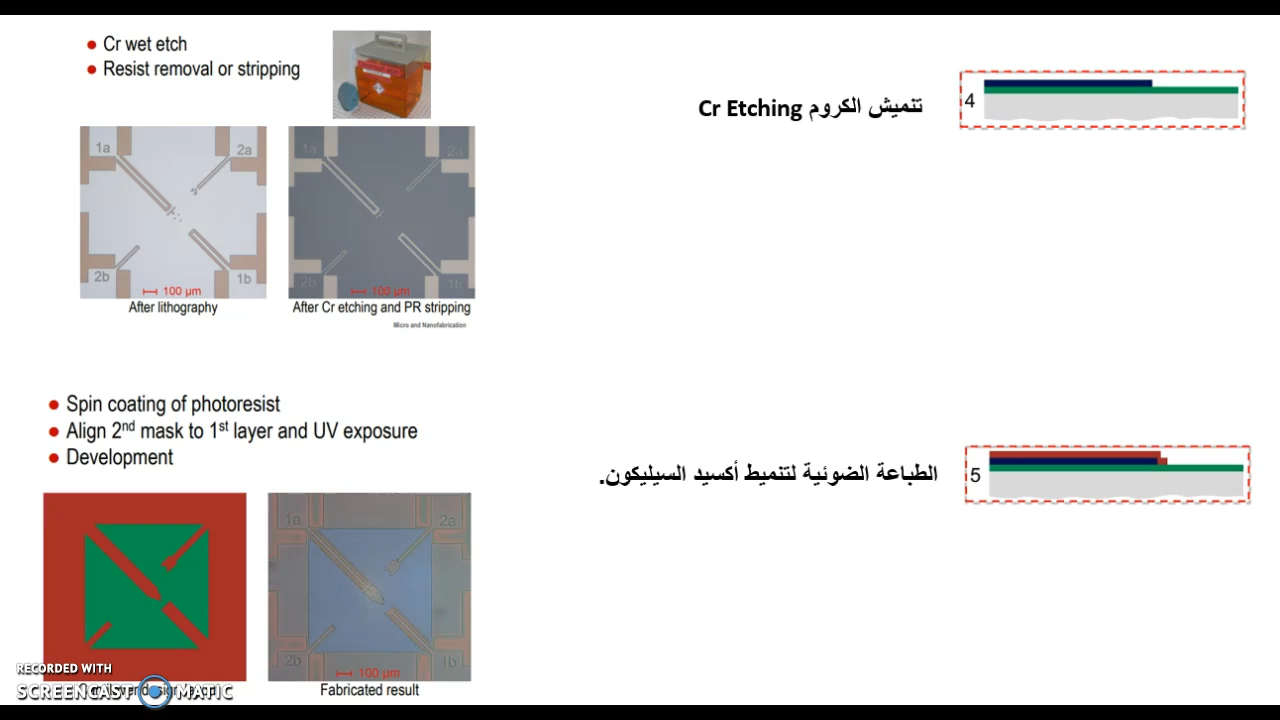 Cr wet etch
Resist removal or stripping
تنميش الكروم Cr Etching
4
1a
2a
2b
1b
100 µm
1a
2a
2b
1b
100 µm
After lithography
After Cr etching and PR stripping
Micro and Nanofabrication
Spin coating of photoresist
Align 2nd mask to 1st layer and UV exposure
Development
الطباعة الضوئية لتنميط أكسيد السيليكون.
5
1a
2a
2b
1b
100 µm
Fabricated result
RECORDED WITH
SCREENCAST MATIC